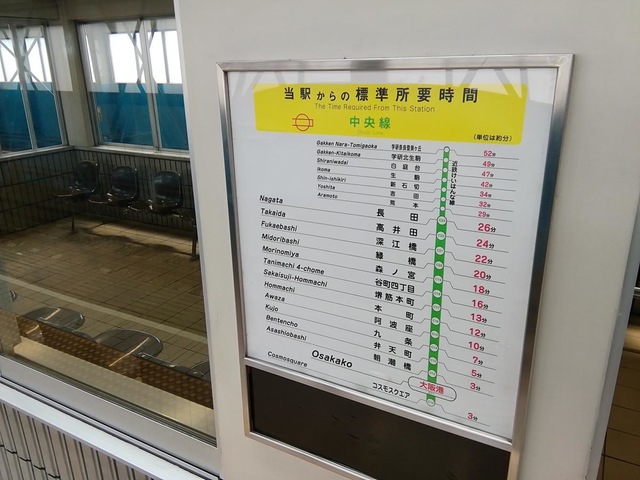 当駅からの標準所要時間
The Time Required From This Station
中央線
(単位は約分)
Gakken Nara-Tomigaoka 学研奈良登美ヶ丘 52分
Gakken-Kitaikoma 学研北生駒 49分
Shiraniwadai 白庭台 47分
Ikoma 生駒 42分
Shin-ishikiri 新石切 34分
Yoshita 吉田 32分
Aramoto 荒本 29分
近鉄けいはんな線
Nagata 長田 26分
Takaida 高井田 24分
Fukaebashi 深江橋 22分
Midoribashi 緑橋 20分
Morinomiya 森ノ宮 18分
Tanimachi 4-chome 谷町四丁目 16分
Sakaisuji-Hommachi 堺筋本町 13分
Hommachi 本町 12分
Awaza 阿波座 10分
Kujo 九条 7分
Bentencho 弁天町 5分
Asashiobashi 朝潮橋 3分
Osakako 大阪港
Cosmosquare コスモスクエア 3分